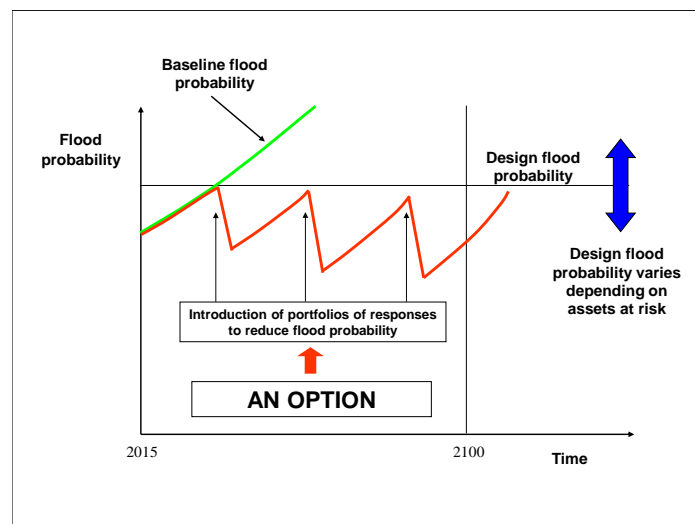 Baseline flood
probability
Flood
probability
Design flood
probability
Design flood
probability varies
depending on
assets at risk
Introduction of portfolios of responses
to reduce flood probability
AN OPTION
2015
2100
Time